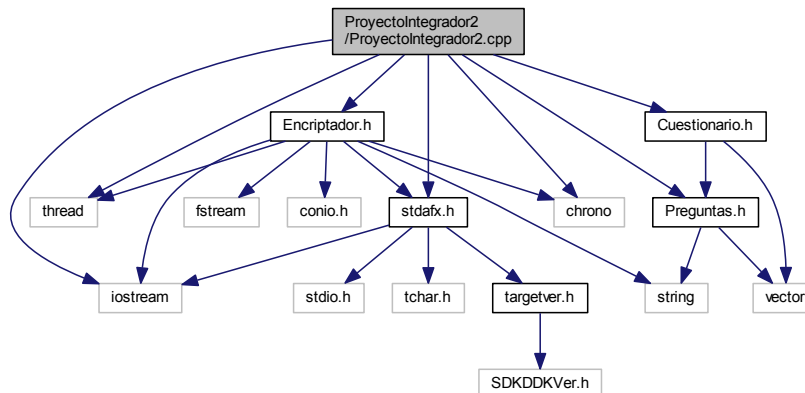 ProyectoIntegrador2
/ProyectoIntegrador2.cpp
Encriptador.h
Cuestionario.h
thread
fstream
conio.h
stdafx.h
chrono
Preguntas.h
iostream
stdio.h
tchar.h
targetver.h
string
vector
SDKDDKVer.h